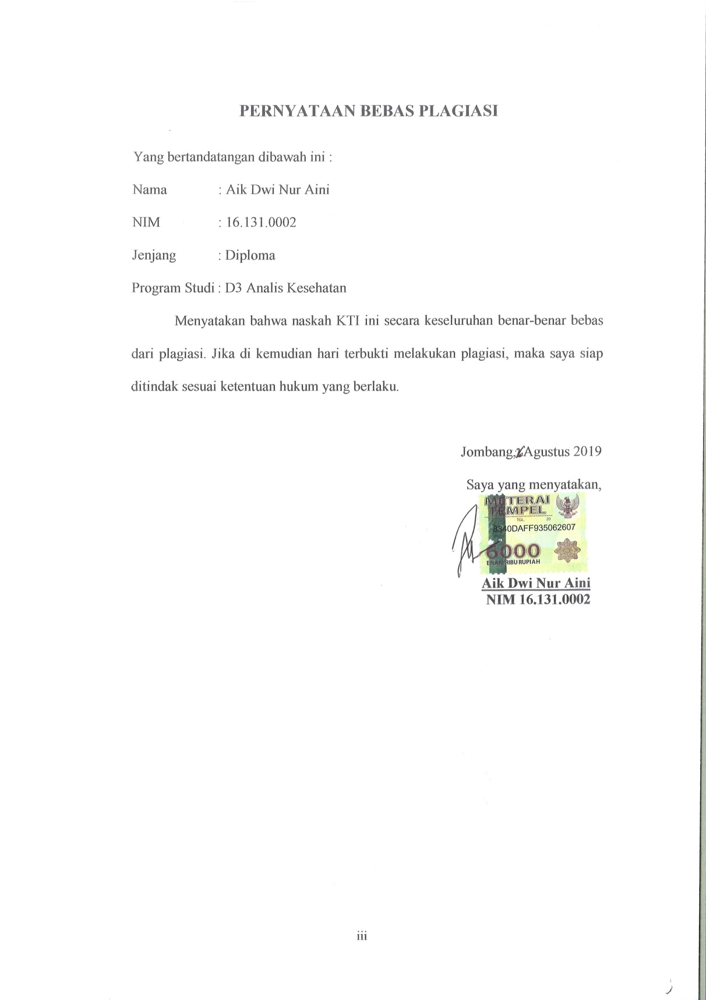 PERNYATAAN BEBAS PLAGIASI
Yang bertandatangan dibawah ini :
Nama : Aik Dwi Nur Aini
NIM : 16.131.0002
Jenjang : Diploma
Program Studi : D3 Analis Kesehatan
Menyatakan bahwa naskah KTI ini secara keseluruhan benar-benar bebas
dari plagiasi. Jika di kemudian hari terbukti melakukan plagiasi, maka saya siap
ditindak sesuai ketentuan hukum yang berlaku.
Jombang, Agustus 2019
Saya yang menyatakan,
METERAI
TEMPEL
TGL. 20
8340DAFF935062607
6000
ENAM RIBU RUPIAH
Aik Dwi Nur Aini
NIM 16.131.0002
iii